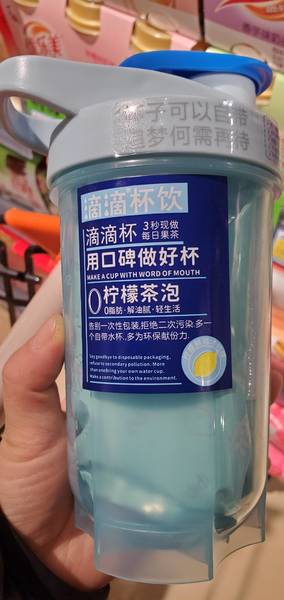 杯子可以自带
追梦何需再待
滴滴杯饮
滴滴杯
3秒现做
每日果茶
用口碑做好杯
MAKE A CUP WITH WORD OF MOUTH
0柠檬茶泡
0脂肪·解油腻·轻生活
告别一次性包装,拒绝二次污染.多一
个自带水杯,多为环保献份力.
Say goodbye to disposable packaging,
refuse to secondary pollution. More
than one bring your own water cup.
Make a contribution to the environment.